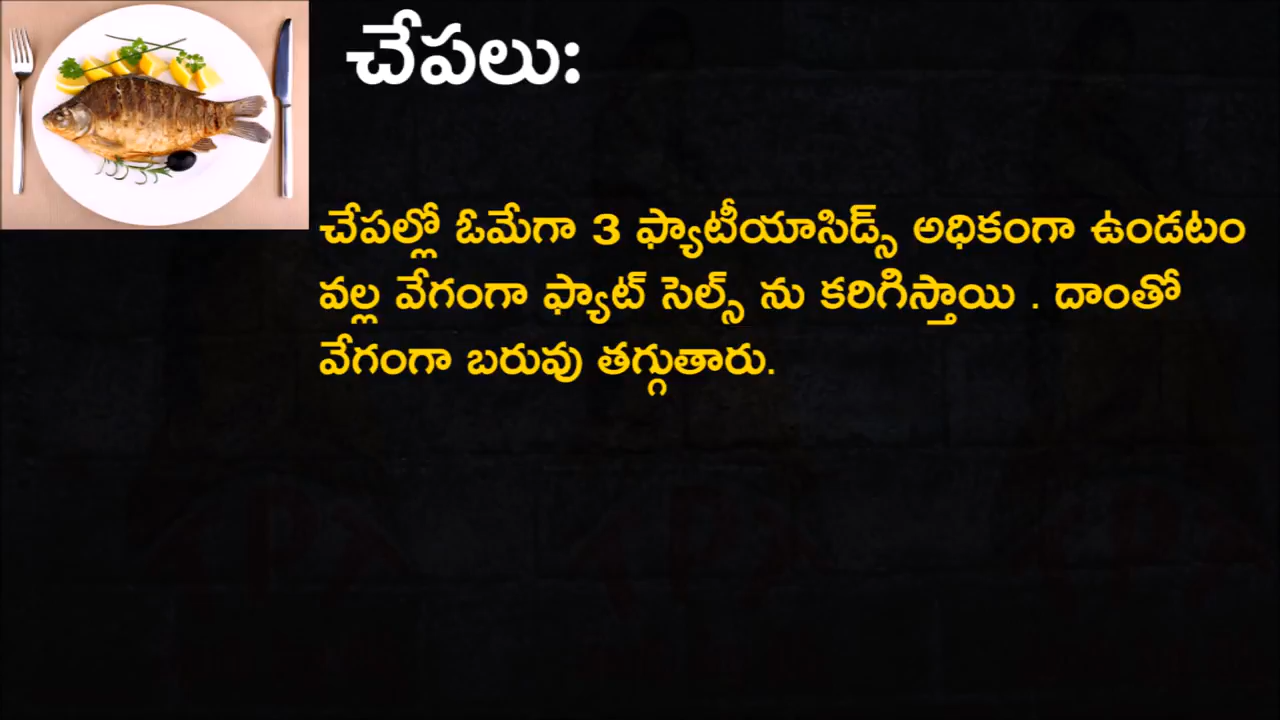 చేపలు:
చేపల్లో ఓమేగా 3 ఫ్యాటీయాసిడ్స్ అధికంగా ఉండటం
వల్ల వేగంగా ఫ్యాట్ సెల్స్ ను కరిగిస్తాయి . దాంతో
వేగంగా బరువు తగ్గుతారు.